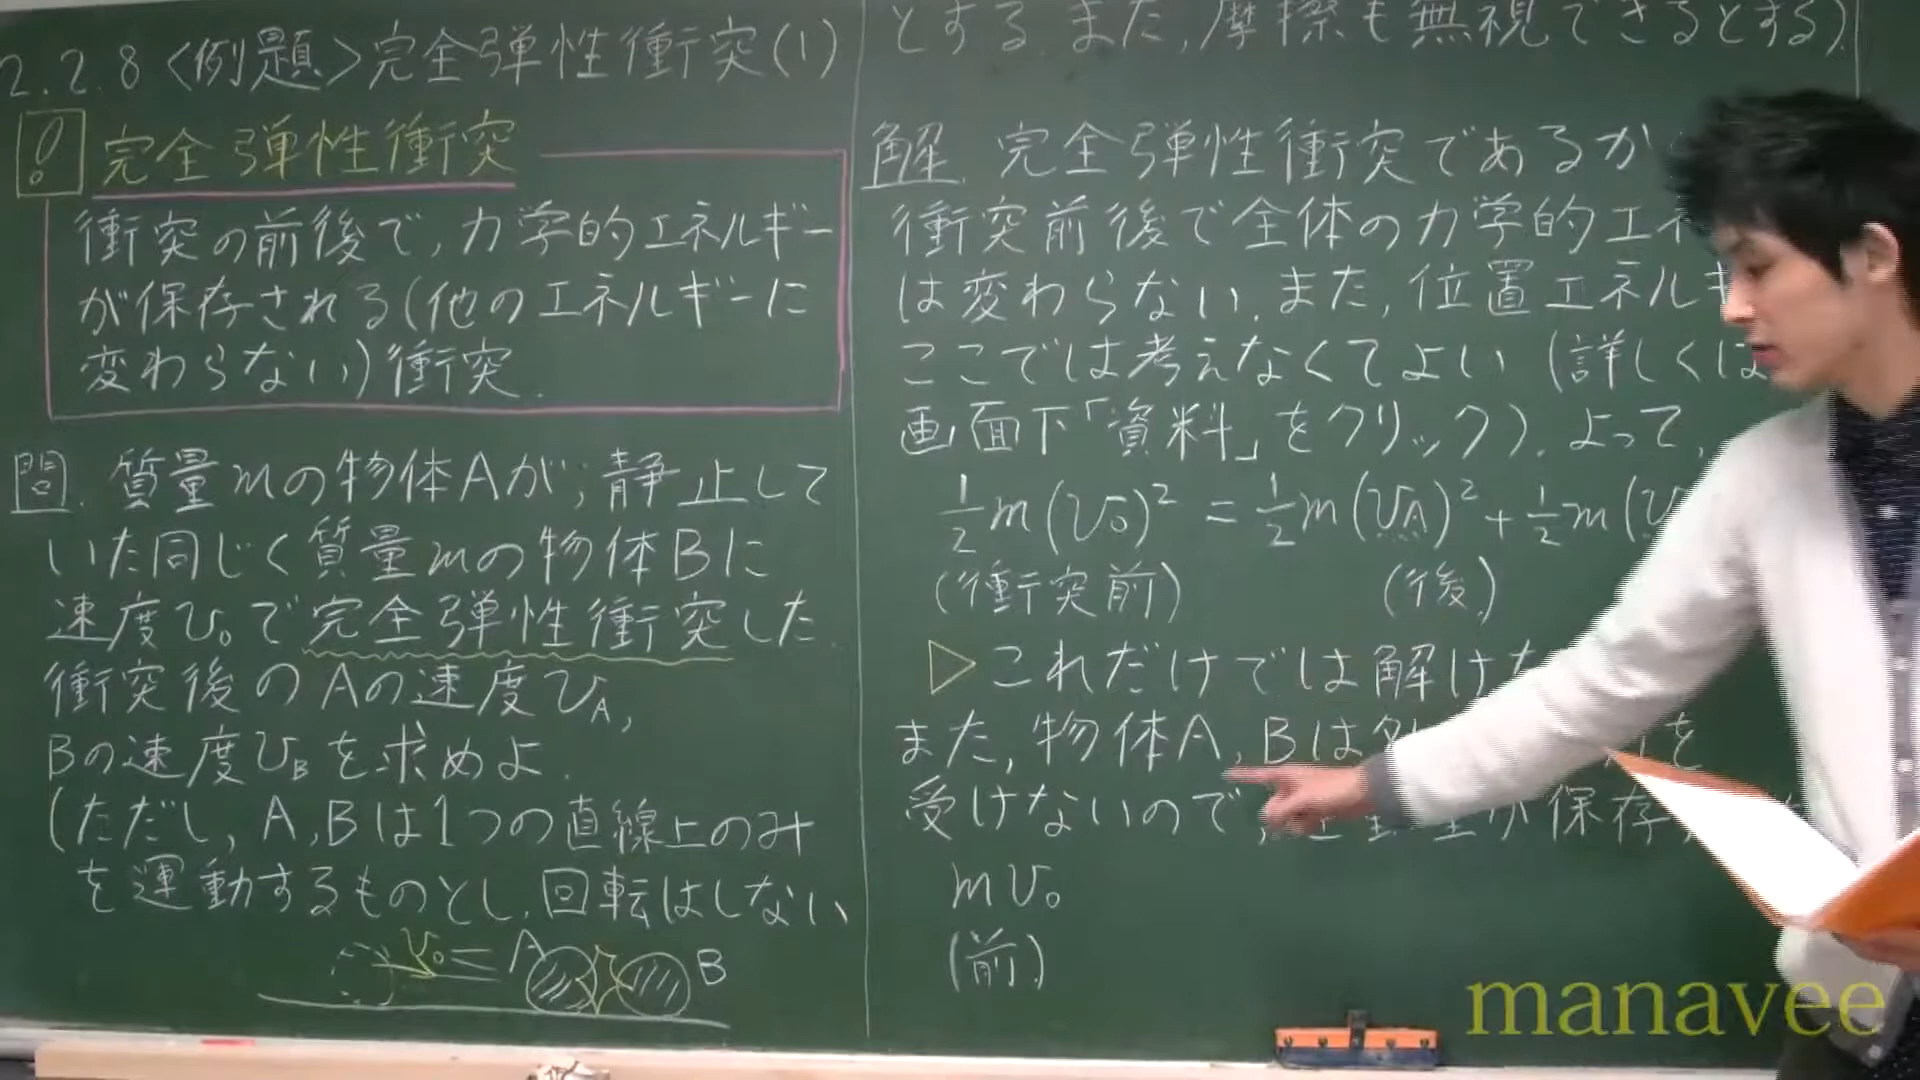 2.2.8 〈例題〉完全弾性衝突(1)
完全弾性衝突
衝突の前後で,力学的エネルギー
が保存される(他のエネルギーに
変わらない)衝突.
問. 質量mの物体Aが,静止して
いた同じく質量mの物体Bに
速度v₀で完全弾性衝突した.
衝突後のAの速度vA,
Bの速度vBを求めよ.
(ただし, A,Bは1つの直線上のみ
を運動するものとし,回転はしない
v₀ A B
とする.また,摩擦も無視できるとする).
解. 完全弾性衝突であるか
衝突前後で全体の力学的エネ
は変わらない.また,位置エネルギ
ここでは考えなくてよい(詳しくは
画面下「資料」をクリック).よって,
1/2 m(v₀)² = 1/2 m(vA)² + 1/2 m(v
(衝突前) (後)
▷これだけでは解けな
また,物体A,Bは外 を
受けないので, 保存
mv₀
(前)
manavee